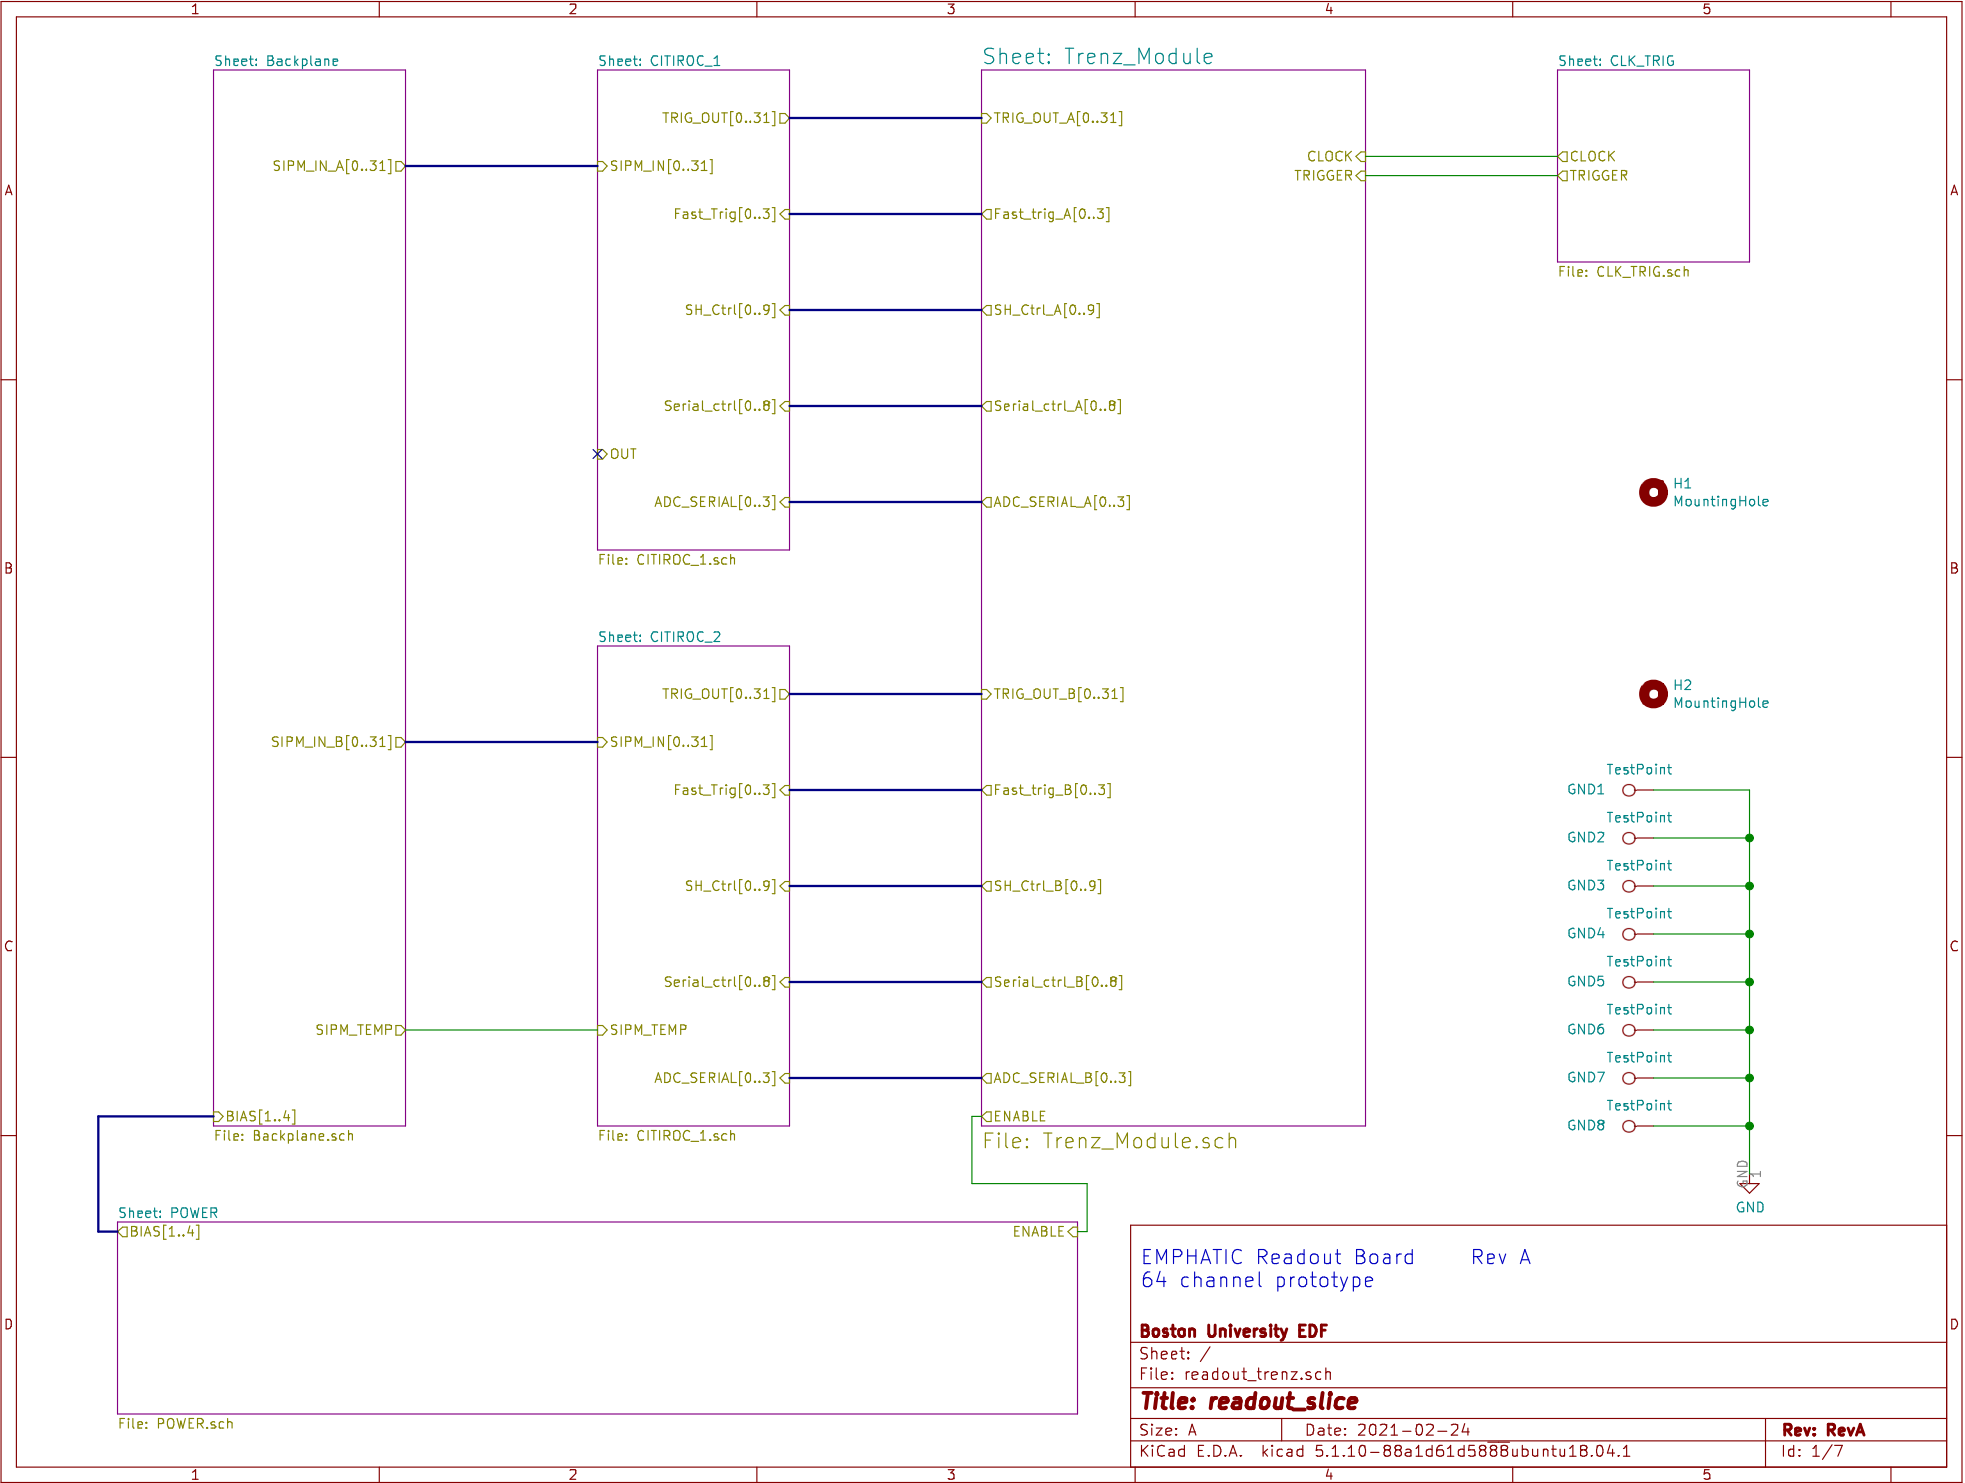 1 2 3 4 5
A
B
C
D
Sheet: Backplane
SIPM_IN_A[0..31]
SIPM_IN_B[0..31]
SIPM_TEMP
BIAS[1..4]
File: Backplane.sch
Sheet: CITIROC_1
TRIG_OUT[0..31]
SIPM_IN[0..31]
Fast_Trig[0..3]
SH_Ctrl[0..9]
Serial_ctrl[0..8]
OUT
ADC_SERIAL[0..3]
File: CITIROC_1.sch
Sheet: CITIROC_2
TRIG_OUT[0..31]
SIPM_IN[0..31]
Fast_Trig[0..3]
SH_Ctrl[0..9]
Serial_ctrl[0..8]
SIPM_TEMP
ADC_SERIAL[0..3]
File: CITIROC_1.sch
Sheet: Trenz_Module
TRIG_OUT_A[0..31]
CLOCK
TRIGGER
Fast_trig_A[0..3]
SH_Ctrl_A[0..9]
Serial_ctrl_A[0..8]
ADC_SERIAL_A[0..3]
TRIG_OUT_B[0..31]
Fast_trig_B[0..3]
SH_Ctrl_B[0..9]
Serial_ctrl_B[0..8]
ADC_SERIAL_B[0..3]
ENABLE
File: Trenz_Module.sch
Sheet: CLK_TRIG
CLOCK
TRIGGER
File: CLK_TRIG.sch
H1
MountingHole
H2
MountingHole
TestPoint
GND1
TestPoint
GND2
TestPoint
GND3
TestPoint
GND4
TestPoint
GND5
TestPoint
GND6
TestPoint
GND7
TestPoint
GND8
GND
1
GND
Sheet: POWER
BIAS[1..4]
ENABLE
File: POWER.sch
EMPHATIC Readout Board Rev A
64 channel prototype
Boston University EDF
Sheet: /
File: readout_trenz.sch
Title: readout_slice
Size: A Date: 2021-02-24 Rev: RevA
KiCad E.D.A. kicad 5.1.10-88a1d61d5888ubuntu18.04.1 Id: 1/7
A
B
C
D
1 2 3 4 5